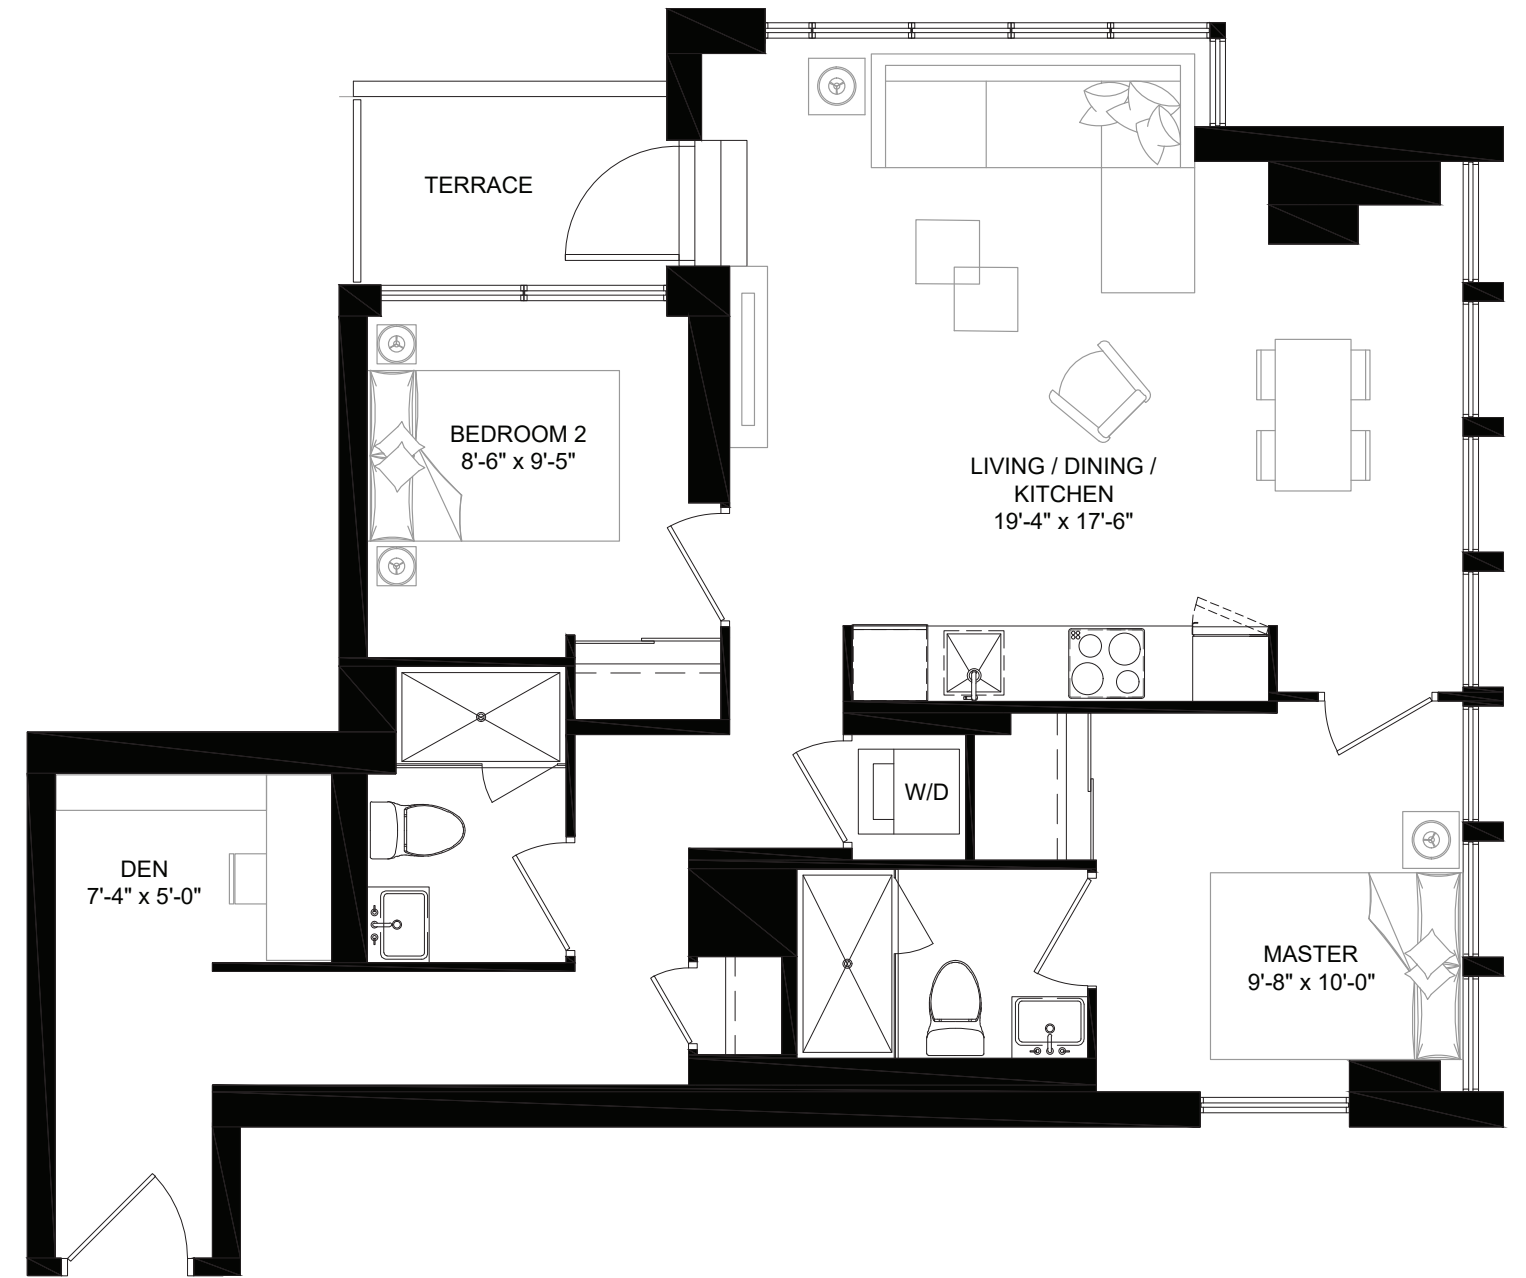 TERRACE
BEDROOM 2
8'-6" x 9'-5"
LIVING / DINING /
KITCHEN
19'-4" x 17'-6"
W/D
DEN
7'-4" x 5'-0"
MASTER
9'-8" x 10'-0"